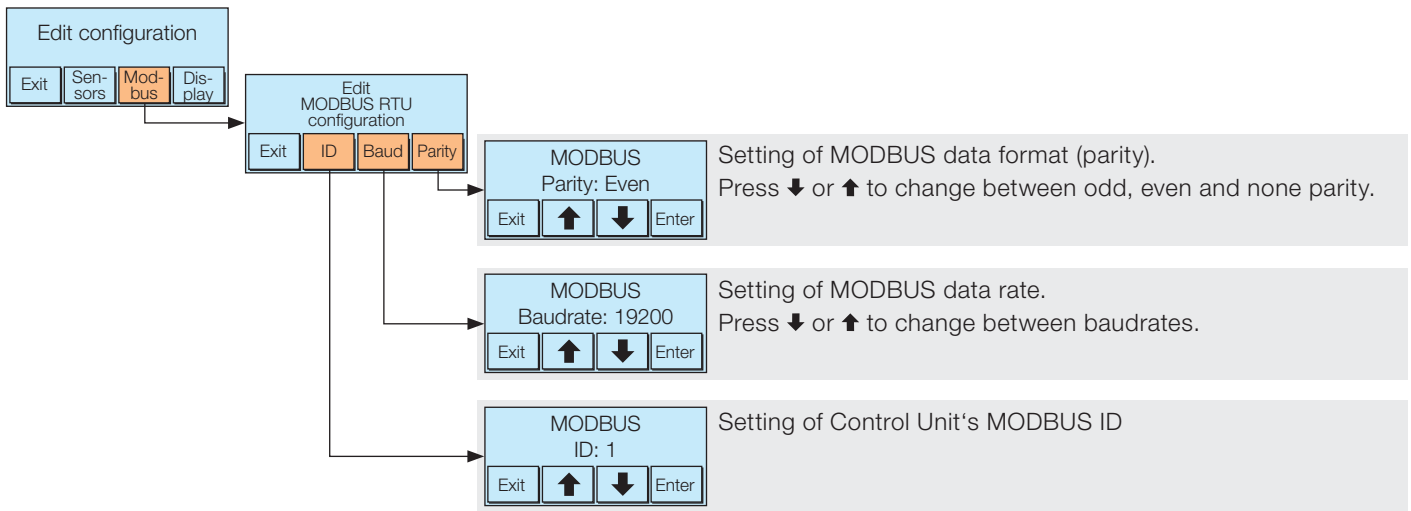 Edit configuration
Exit
Sen-
sors
Mod-
bus
Dis-
play
Edit
MODBUS RTU
configuration
Exit
ID
Baud
Parity
MODBUS
Parity: Even
Exit
Enter
Setting of MODBUS data format (parity).
Press ⬇ or ⬆ to change between odd, even and none parity.
MODBUS
Baudrate: 19200
Exit
Enter
Setting of MODBUS data rate.
Press ⬇ or ⬆ to change between baudrates.
MODBUS
ID: 1
Exit
Enter
Setting of Control Unit‘s MODBUS ID